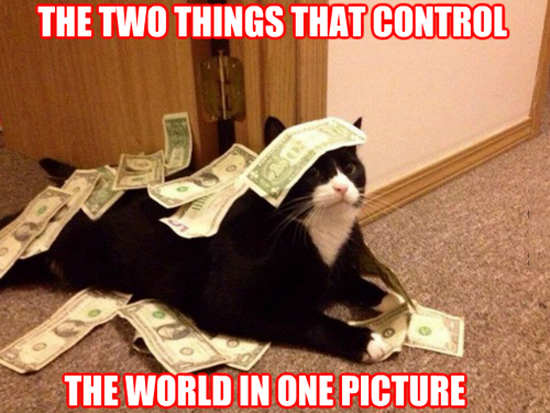 THE TWO THINGS THAT CONTROL
THE WORLD IN ONE PICTURE